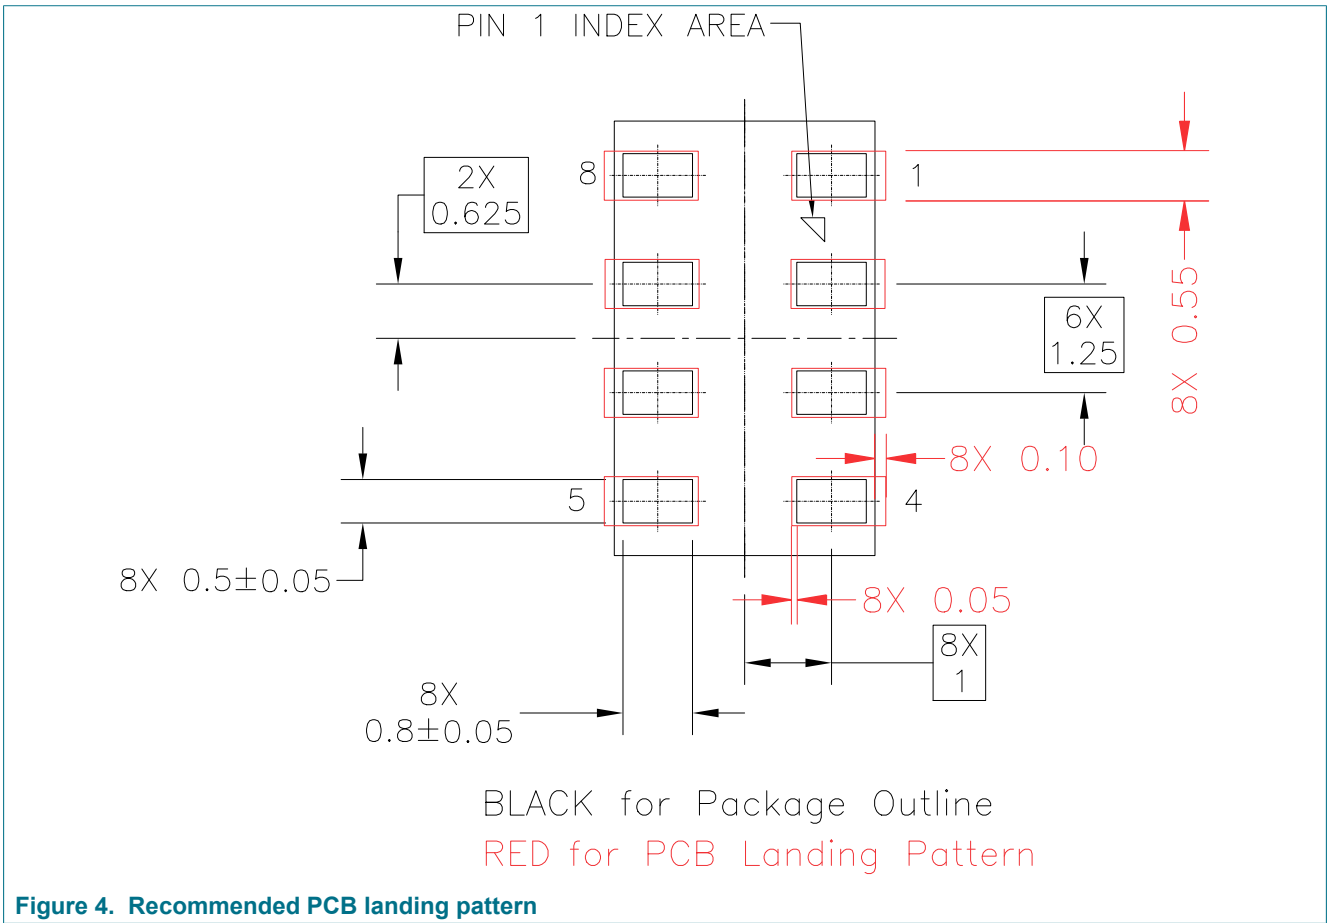 PIN 1 INDEX AREA
8
1
2X
0.625
8X 0.55
6X
1.25
8X 0.10
5
4
8X 0.5±0.05
8X 0.05
8X
1
8X
0.8±0.05
BLACK for Package Outline
RED for PCB Landing Pattern
Figure 4. Recommended PCB landing pattern